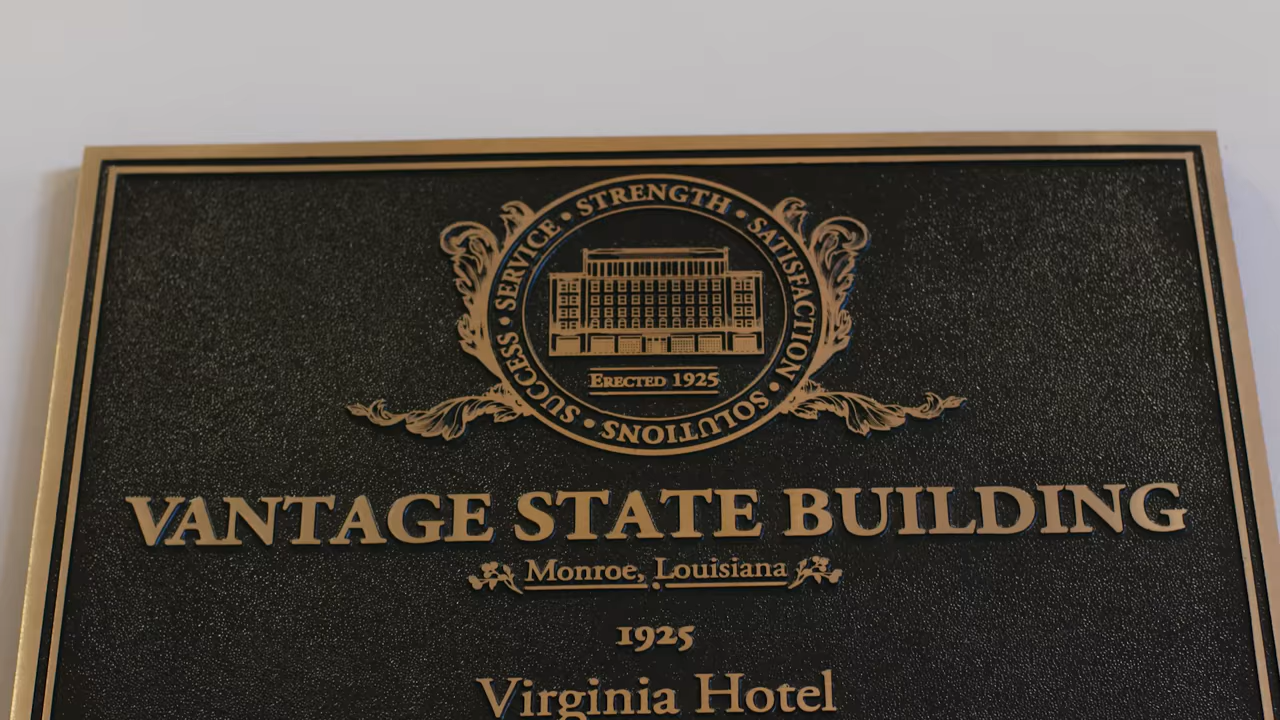 SERVICE • STRENGTH • SATISFACTION • SOLUTIONS • SUCCESS •
ERECTED 1925
VANTAGE STATE BUILDING
Monroe, Louisiana
1925
Virginia Hotel